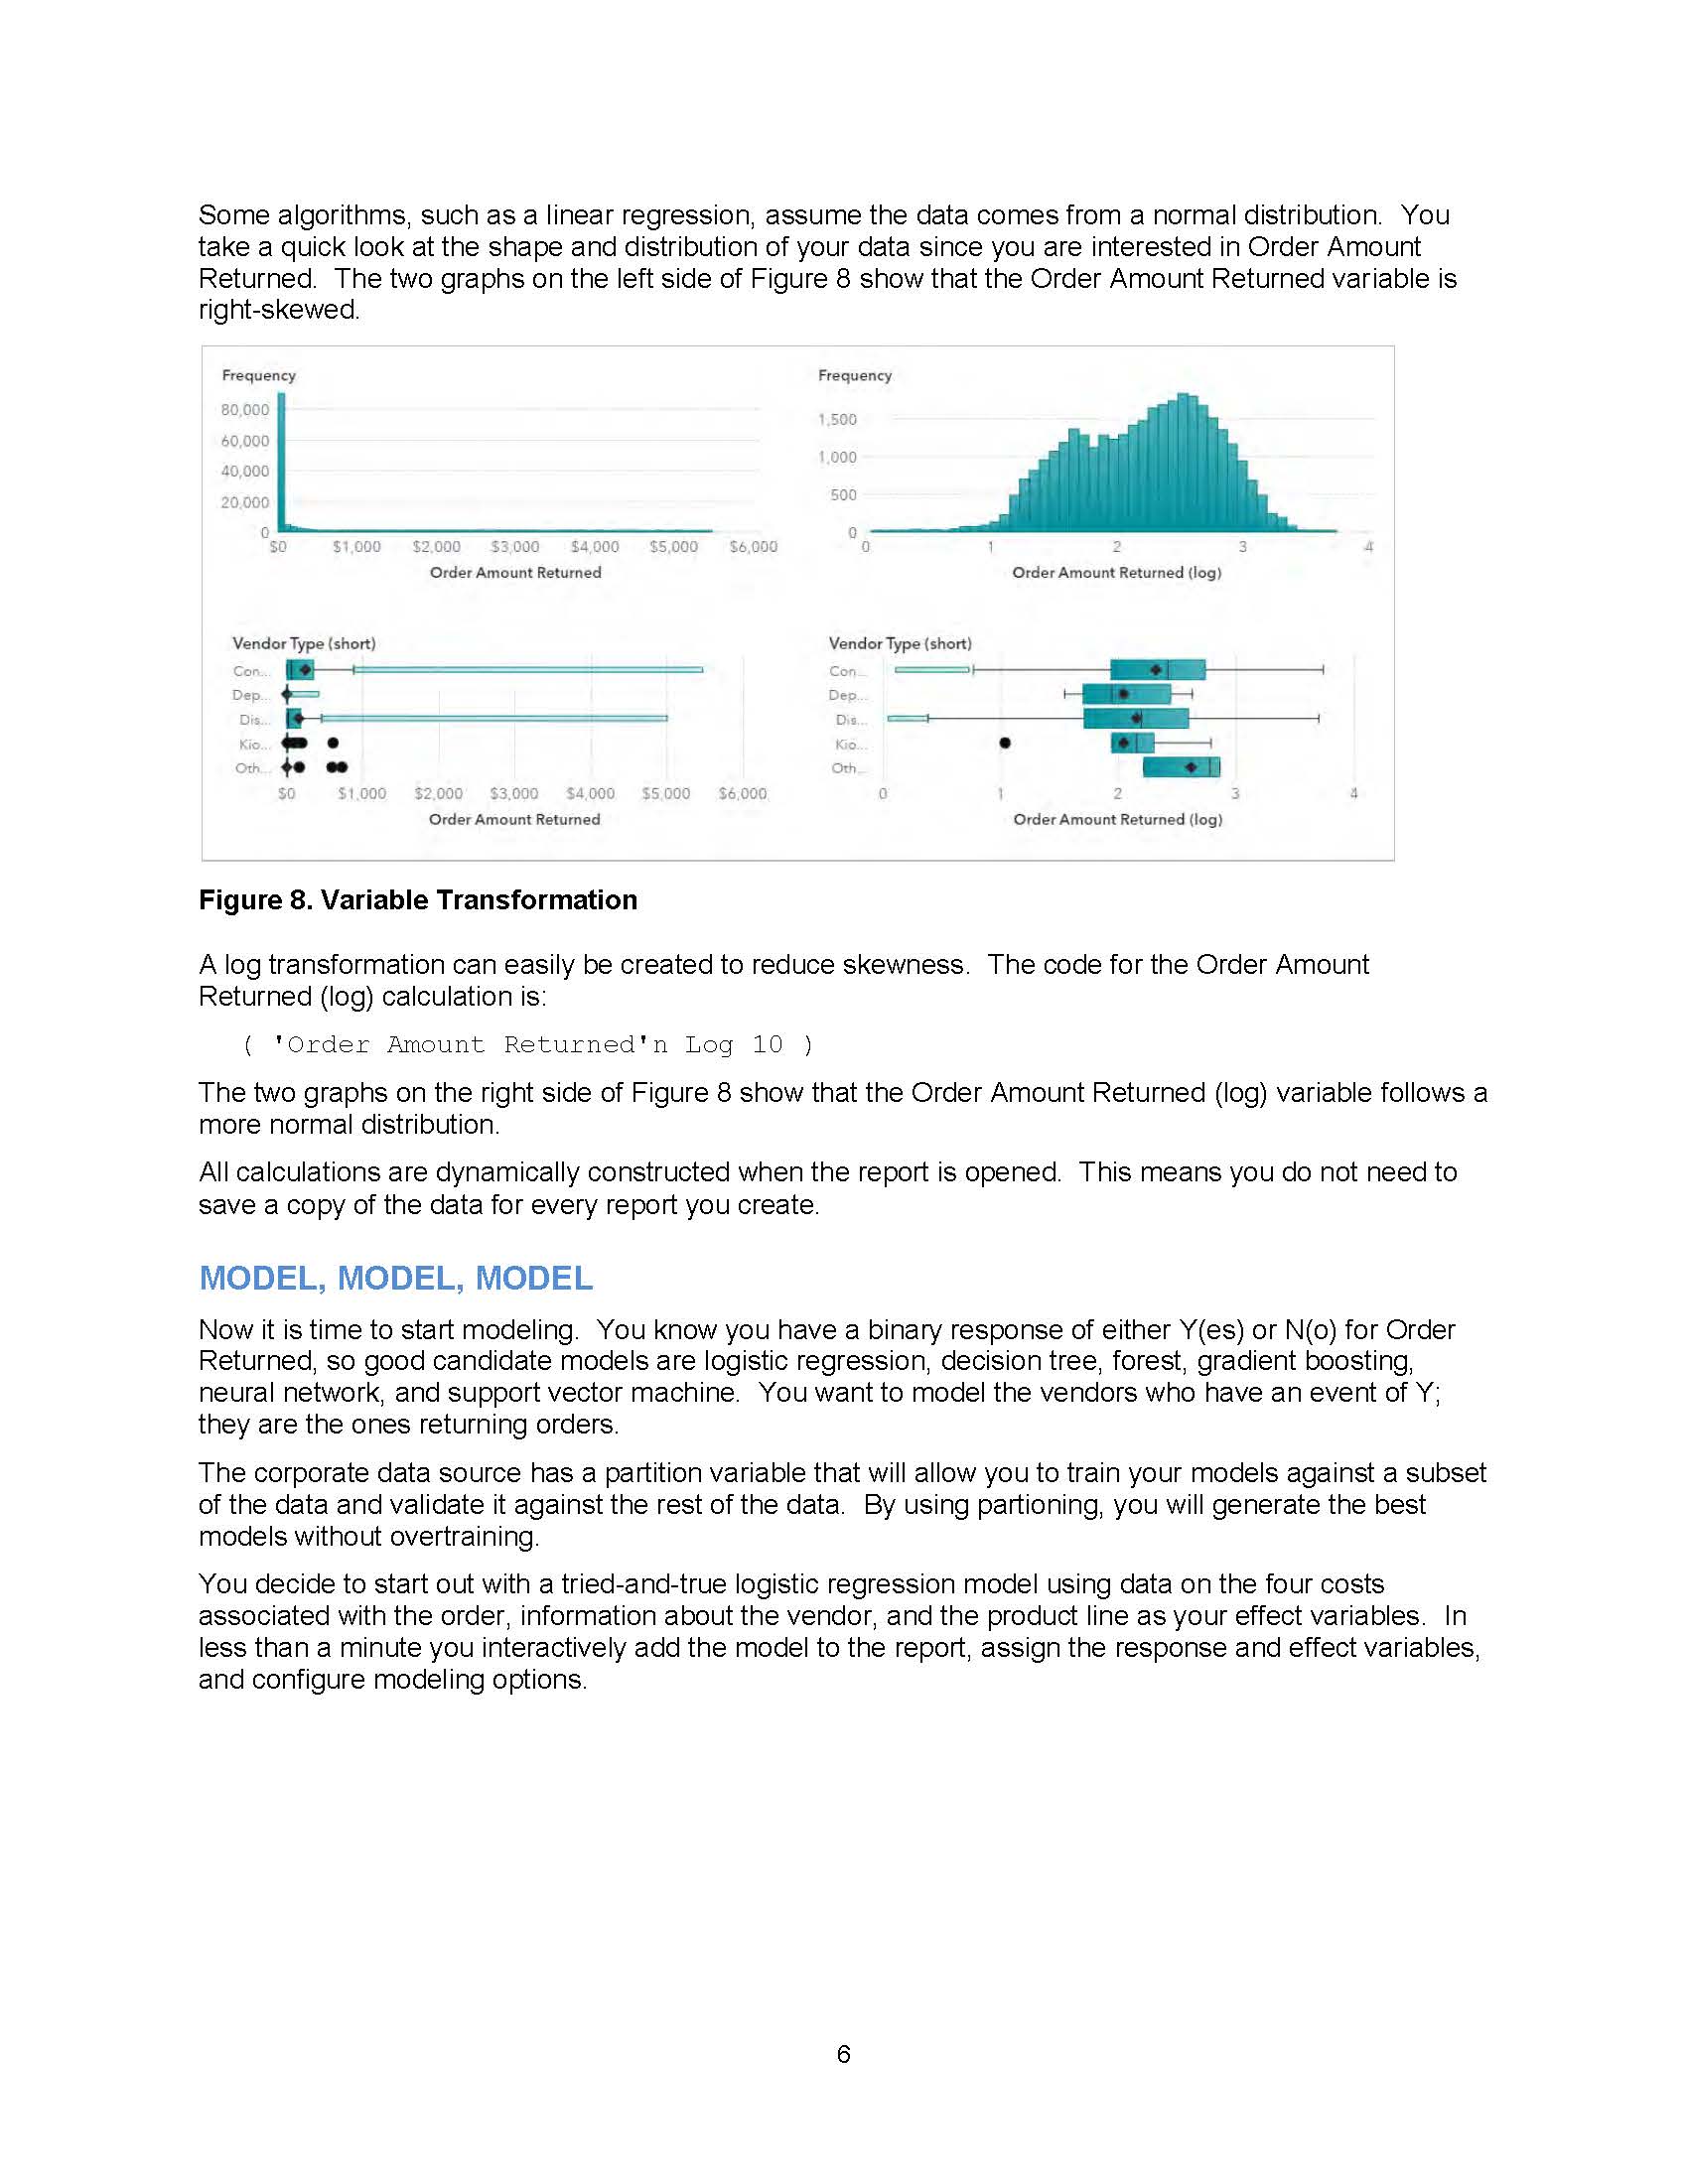 Some algorithms, such as a linear regression, assume the data comes from a normal distribution.  You
take a quick look at the shape and distribution of your data since you are interested in Order Amount
Returned.  The two graphs on the left side of Figure 8 show that the Order Amount Returned variable is
right-skewed.
Frequency
80,000
60,000
40,000
20,000
0
$0 $1,000 $2,000 $3,000 $4,000 $5,000 $6,000
Order Amount Returned
Frequency
1,500
1,000
500
0
0 1 2 3 4
Order Amount Returned (log)
Vendor Type (short)
Con...
Dep...
Dis...
Kio...
Oth...
$0 $1,000 $2,000 $3,000 $4,000 $5,000 $6,000
Order Amount Returned
Vendor Type (short)
Con...
Dep...
Dis...
Kio...
Oth...
0 1 2 3 4
Order Amount Returned (log)
Figure 8. Variable Transformation
A log transformation can easily be created to reduce skewness.  The code for the Order Amount
Returned (log) calculation is:
( 'Order Amount Returned'n Log 10 )
The two graphs on the right side of Figure 8 show that the Order Amount Returned (log) variable follows a
more normal distribution.
All calculations are dynamically constructed when the report is opened.  This means you do not need to
save a copy of the data for every report you create.
MODEL, MODEL, MODEL
Now it is time to start modeling.  You know you have a binary response of either Y(es) or N(o) for Order
Returned, so good candidate models are logistic regression, decision tree, forest, gradient boosting,
neural network, and support vector machine.  You want to model the vendors who have an event of Y;
they are the ones returning orders.
The corporate data source has a partition variable that will allow you to train your models against a subset
of the data and validate it against the rest of the data.  By using partioning, you will generate the best
models without overtraining.
You decide to start out with a tried-and-true logistic regression model using data on the four costs
associated with the order, information about the vendor, and the product line as your effect variables.  In
less than a minute you interactively add the model to the report, assign the response and effect variables,
and configure modeling options.
6